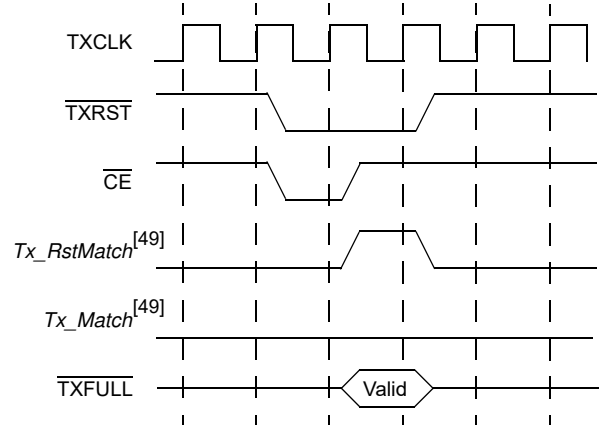 TXCLK
TXRST
CE
Tx_RstMatch[49]
Tx_Match[49]
TXFULL
Valid